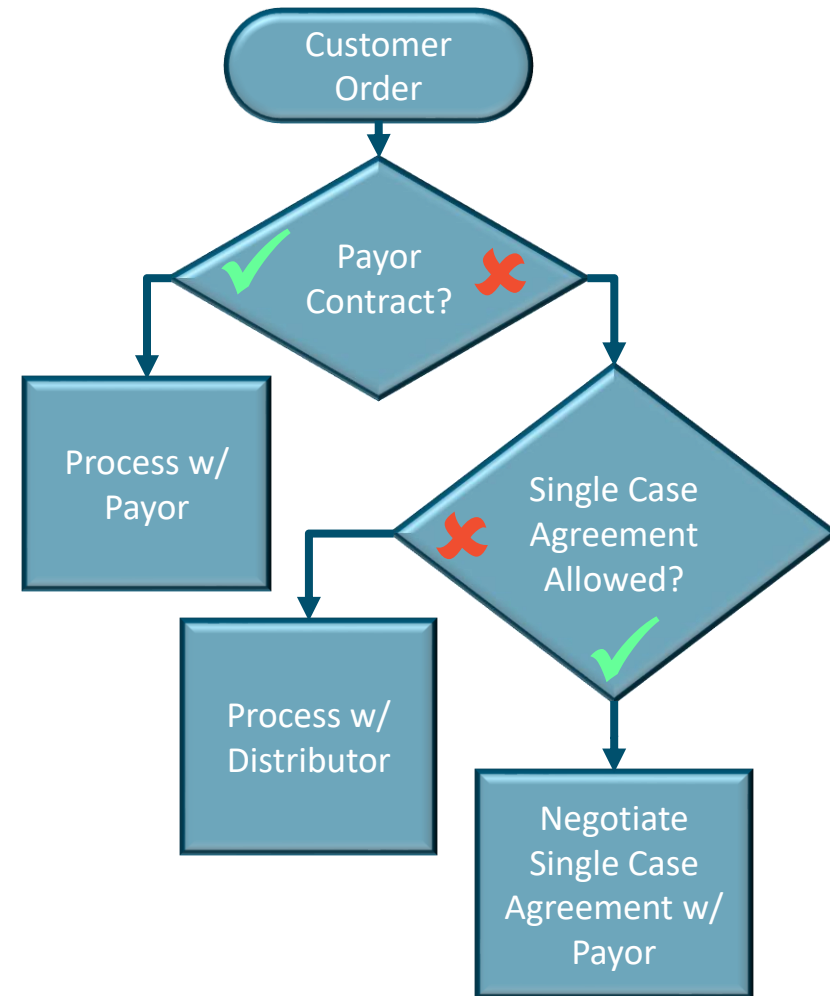 Customer
Order
Payor
Contract?
Process w/
Payor
Single Case
Agreement
Allowed?
Process w/
Distributor
Negotiate
Single Case
Agreement w/
Payor